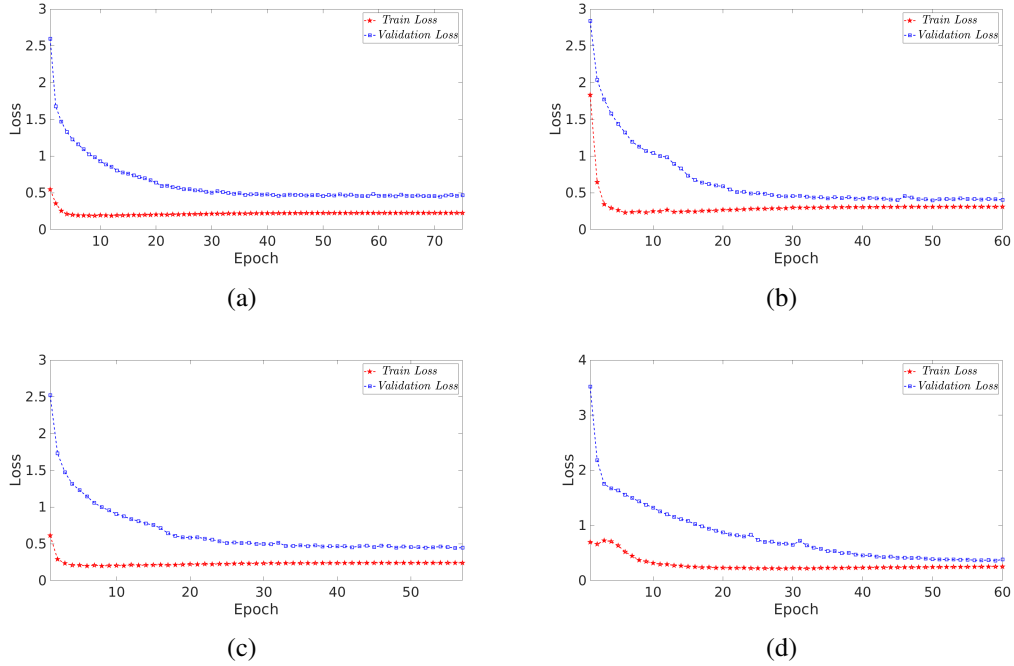 3
2.5
2
1.5
1
0.5
0
Loss
10 20 30 40 50 60 70
Epoch
Train Loss
Validation Loss
(a)
3
2.5
2
1.5
1
0.5
0
Loss
10 20 30 40 50 60
Epoch
Train Loss
Validation Loss
(b)
3
2.5
2
1.5
1
0.5
0
Loss
10 20 30 40 50
Epoch
Train Loss
Validation Loss
(c)
4
3
2
1
0
Loss
10 20 30 40 50 60
Epoch
Train Loss
Validation Loss
(d)